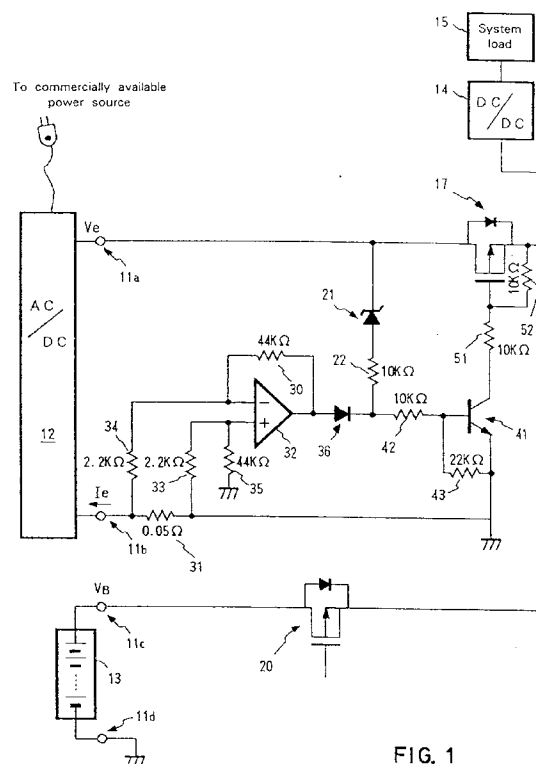 15
System
load
To commercially available
power source
14
DC
DC
17
Ve
11a
10KΩ
52
21
AC
DC
51
10KΩ
44KΩ
22
10KΩ
30
10KΩ
34
32
36
42
41
12
2.2KΩ
2.2KΩ
33
44KΩ
35
22KΩ
43
Ie
11b
0.05Ω
31
VB
11c
20
13
11d
FIG. 1